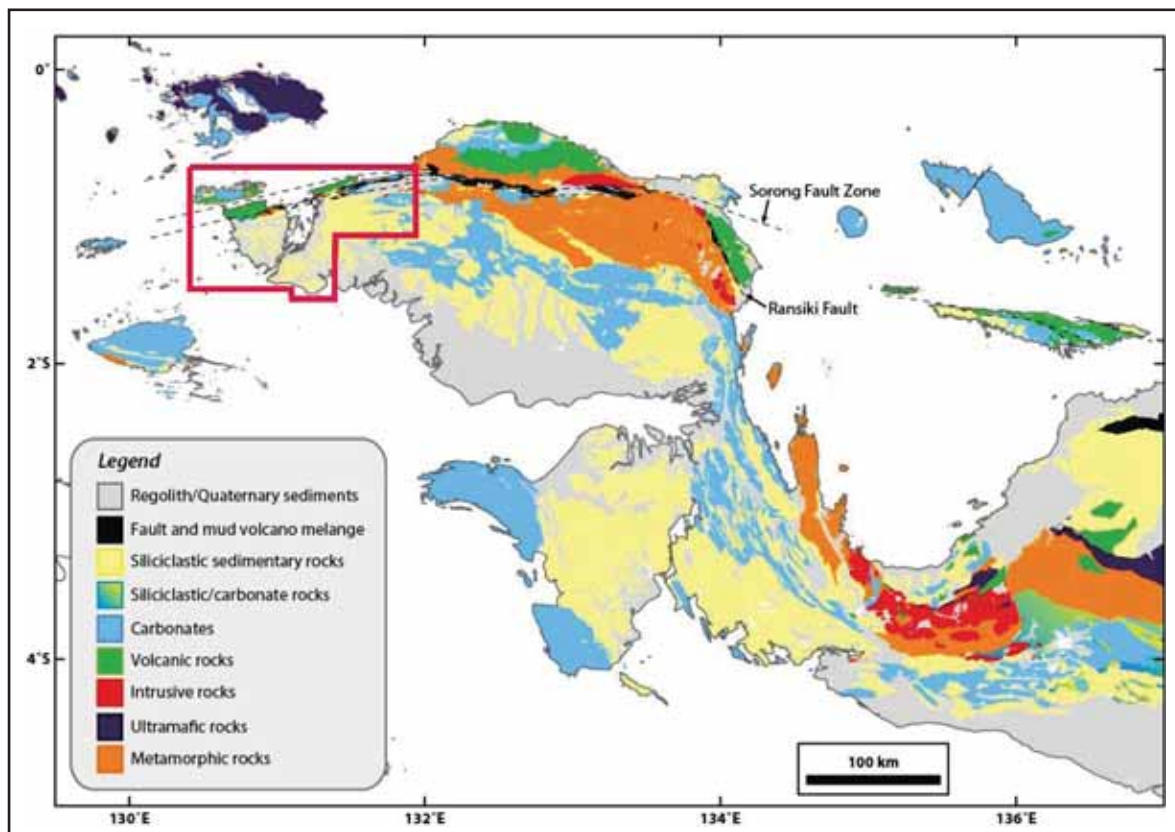 0°
2°S
4°S
Sorong Fault Zone
Ransiki Fault
Legend
Regolith/Quaternary sediments
Fault and mud volcano melange
Siliciclastic sedimentary rocks
Siliciclastic/carbonate rocks
Carbonates
Volcanic rocks
Intrusive rocks
Ultramafic rocks
Metamorphic rocks
100 km
130°E
132°E
134°E
136°E